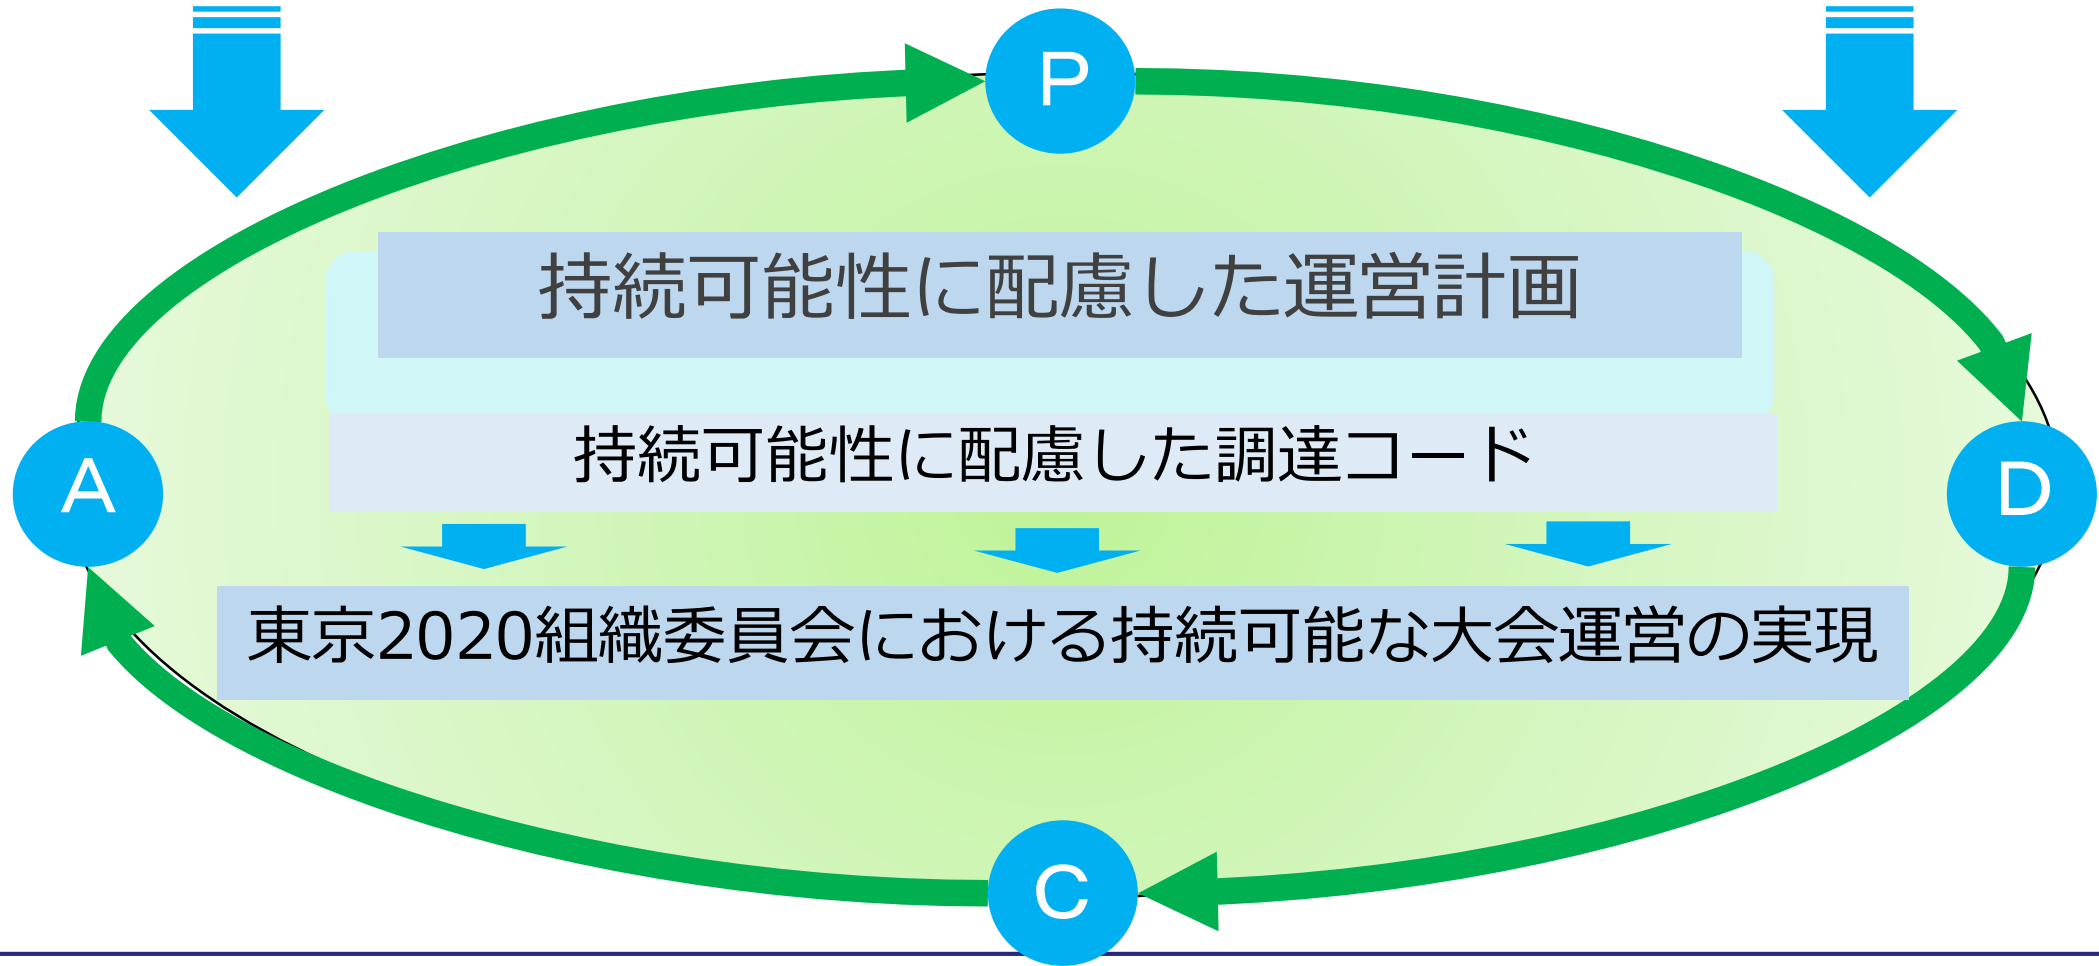 P
持続可能性に配慮した運営計画
持続可能性に配慮した調達コード
A
D
東京2020組織委員会における持続可能な大会運営の実現
C